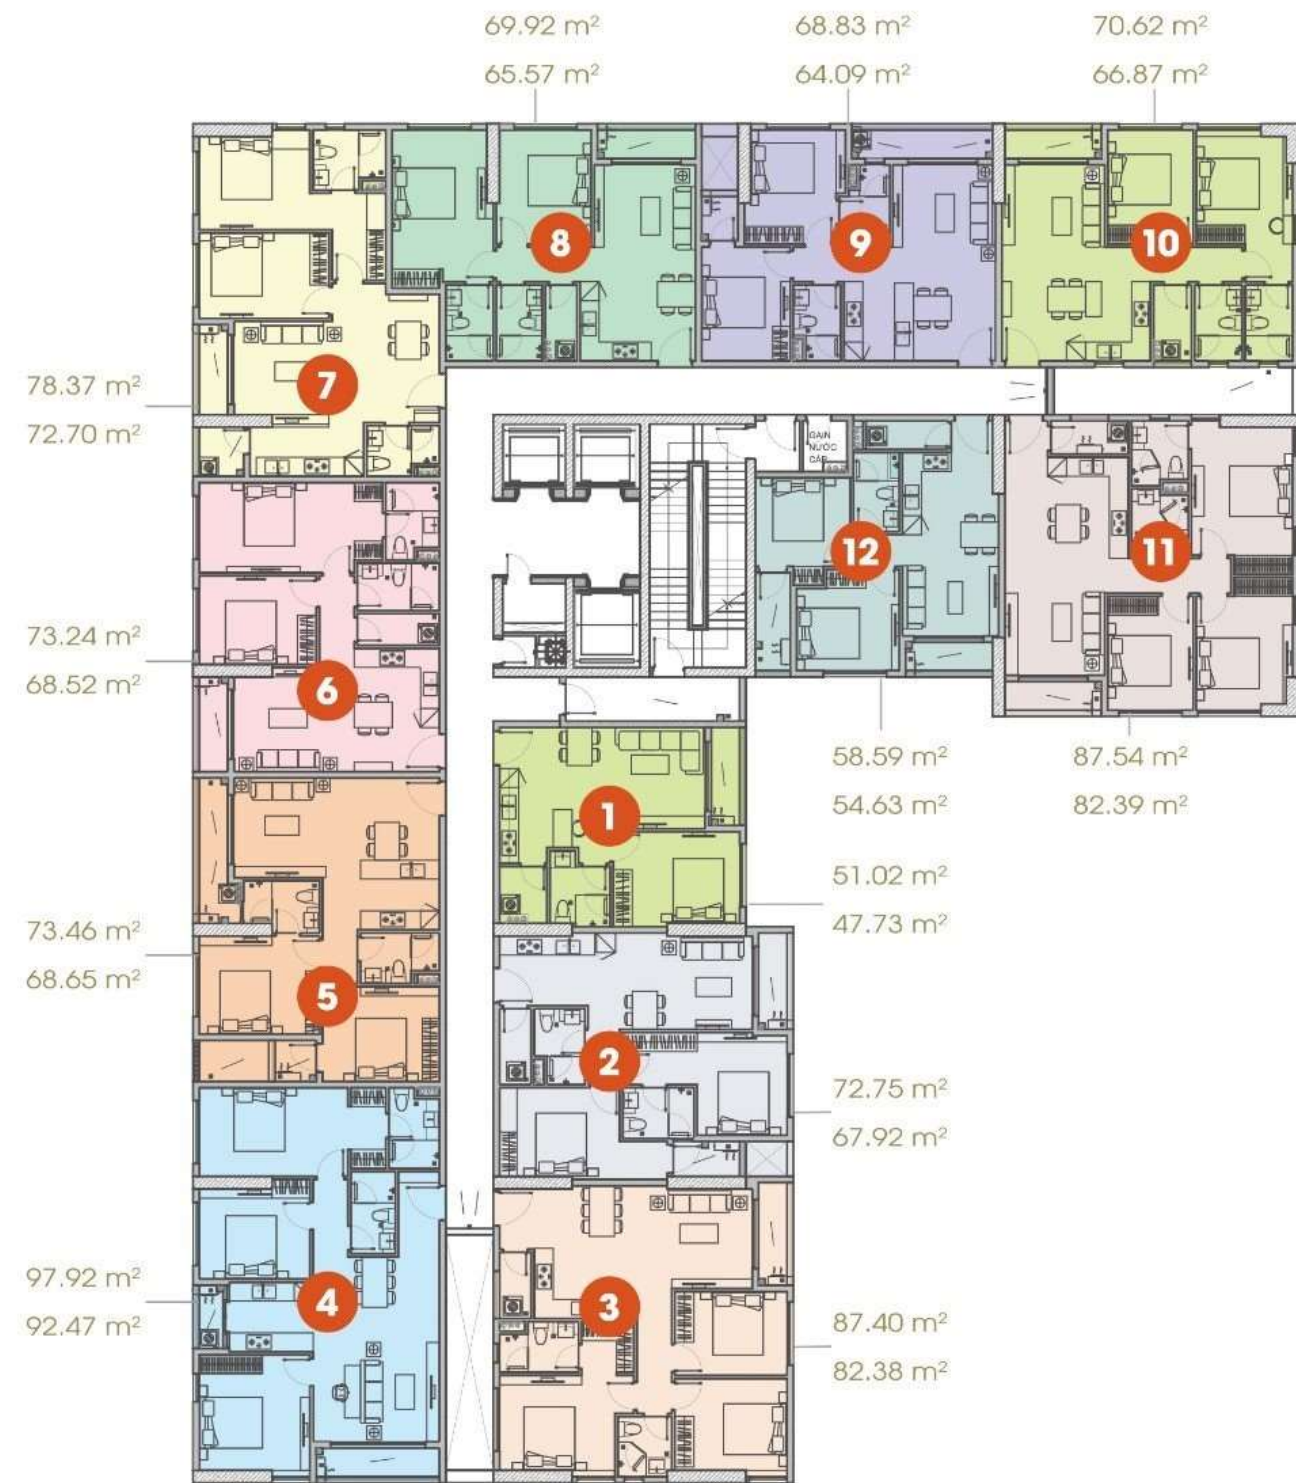 69.92 m²
65.57 m²
68.83 m²
64.09 m²
70.62 m²
66.87 m²
8
9
10
7
78.37 m²
72.70 m²
GAIN
NƯỚC
CẤP
12
11
73.24 m²
68.52 m²
6
58.59 m²
54.63 m²
87.54 m²
82.39 m²
1
51.02 m²
47.73 m²
73.46 m²
68.65 m²
5
2
72.75 m²
67.92 m²
97.92 m²
92.47 m²
4
3
87.40 m²
82.38 m²